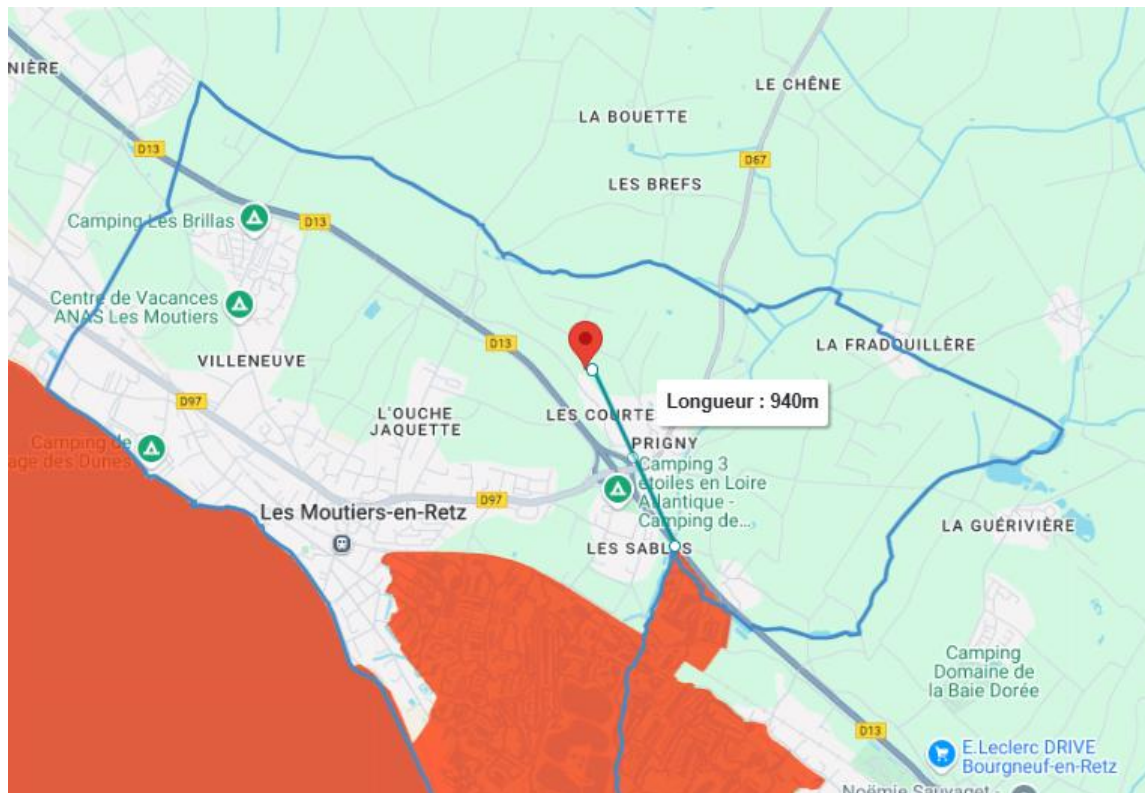 NIÈRE
LE CHÊNE
LA BOUETTE
D13
D67
LES BREFS
Camping Les Brillas
D13
Centre de Vacances
ANAS Les Moutiers
D13
LA FRADOUILLÈRE
VILLENEUVE
D97
Longueur : 940m
L'OUCHE
JAQUETTE
LES COURTE
PRIGNY
Camping de
age des Dunes
Camping 3
étoiles en Loire
Atlantique -
Camping de...
D97
Les Moutiers-en-Retz
LA GUÉRIVIÈRE
LES SABLES
Camping
Domaine de
la Baie Dorée
D13
E.Leclerc DRIVE
Bourgneuf-en-Retz
Noëmie Sauvaget -